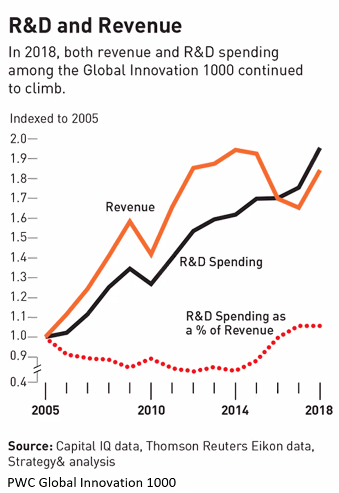 R&D and Revenue
In 2018, both revenue and R&D spending
among the Global Innovation 1000 continued
to climb.
Indexed to 2005
2.0
1.9
1.8
1.7
1.6
1.5
1.4
1.3
1.2
1.1
1.0
0.9
0.4
Revenue
R&D Spending
R&D Spending as
a % of Revenue
2005
2010
2014
2018
Source: Capital IQ data, Thomson Reuters Eikon data,
Strategy& analysis
PWC Global Innovation 1000